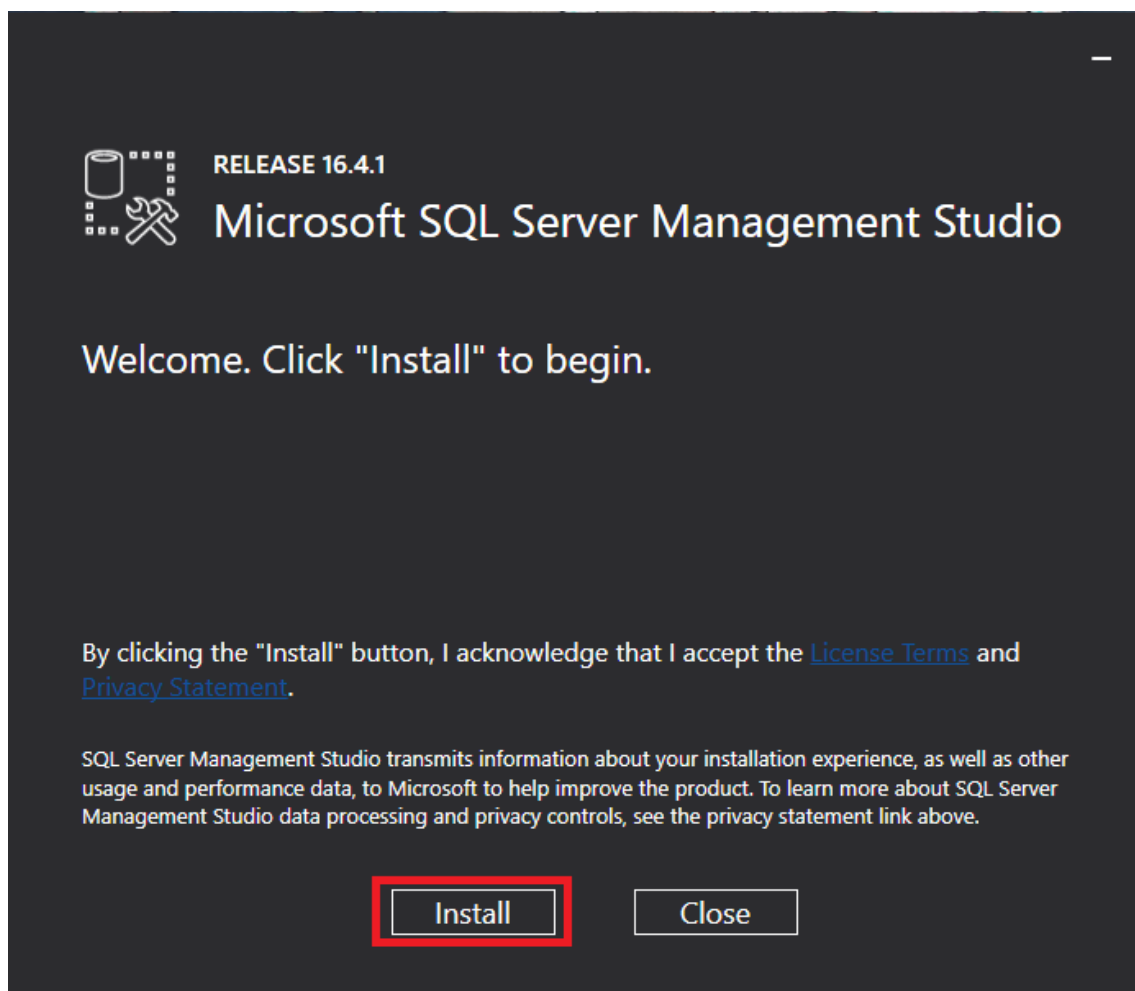 RELEASE 16.4.1
Microsoft SQL Server Management Studio
Welcome. Click "Install" to begin.
By clicking the "Install" button, I acknowledge that I accept the License Terms and
Privacy Statement.
SQL Server Management Studio transmits information about your installation experience, as well as other
usage and performance data, to Microsoft to help improve the product. To learn more about SQL Server
Management Studio data processing and privacy controls, see the privacy statement link above.
Install
Close